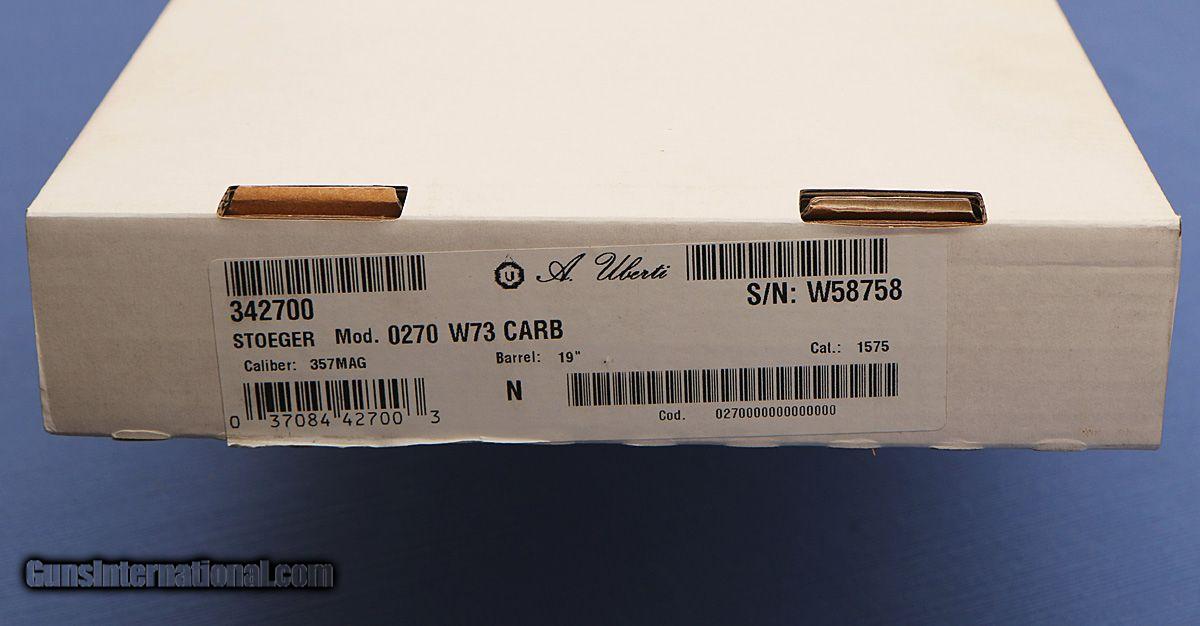 U A. Uberti
342700
S/N: W58758
STOEGER Mod. 0270 W73 CARB
Caliber: 357MAG Barrel: 19" Cat.: 1575
N
0 37084 42700 3
Cod. 0270000000000000
GunsInternational.com